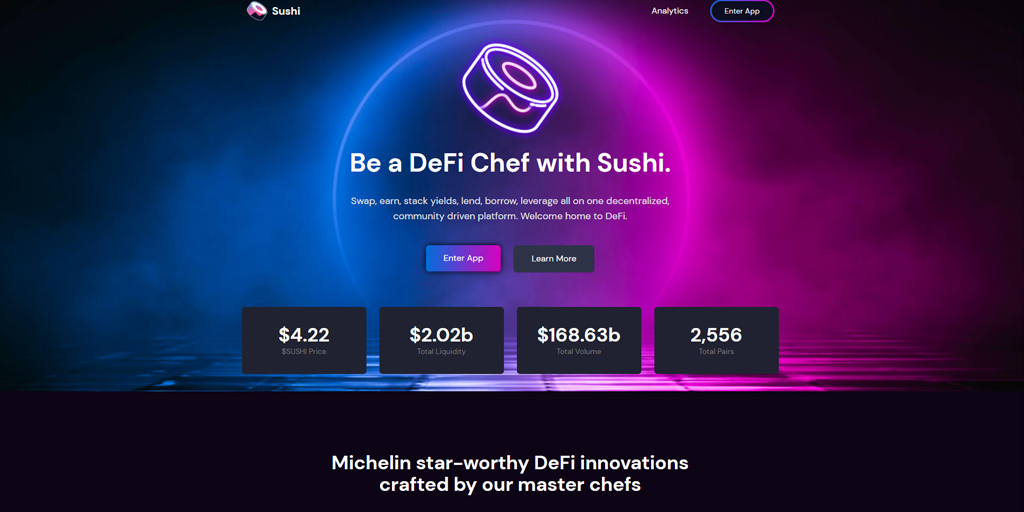 Sushi
Analytics
Enter App
Be a DeFi Chef with Sushi.
Swap, earn, stack yields, lend, borrow, leverage all on one decentralized,
community driven platform. Welcome home to DeFi.
Enter App
Learn More
$4.22
$SUSHI Price
$2.02b
Total Liquidity
$168.63b
Total Volume
2,556
Total Pairs
Michelin star-worthy DeFi innovations
crafted by our master chefs